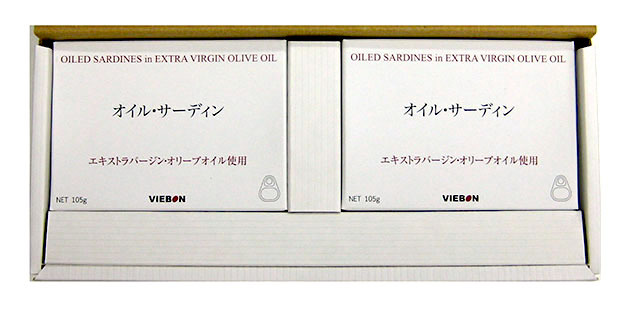 OILED SARDINES in EXTRA VIRGIN OLIVE OIL
オイル・サーディン
エキストラバージン・オリーブオイル使用
NET 105g
VIEBON
OILED SARDINES in EXTRA VIRGIN OLIVE OIL
オイル・サーディン
エキストラバージン・オリーブオイル使用
NET 105g
VIEBON